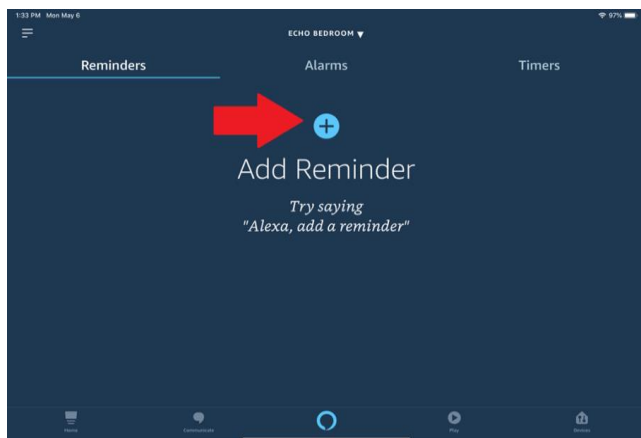 1:33 PM Mon May 6
97%
ECHO BEDROOM
Reminders Alarms Timers
Add Reminder
Try saying
"Alexa, add a reminder"
Home Communicate Play Devices